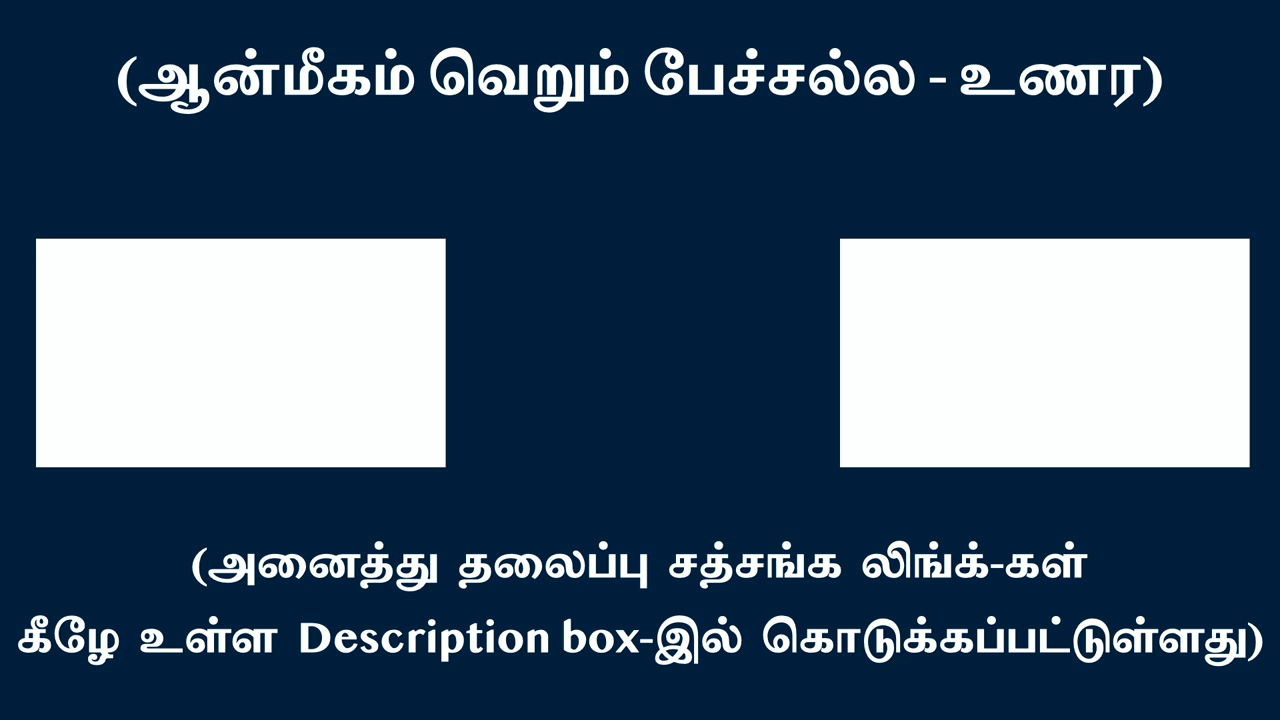 (ஆன்மீகம் வெறும் பேச்சல்ல - உணர)
(அனைத்து தலைப்பு சத்சங்க லிங்க்-கள்
கீழே உள்ள Description box-இல் கொடுக்கப்பட்டுள்ளது)